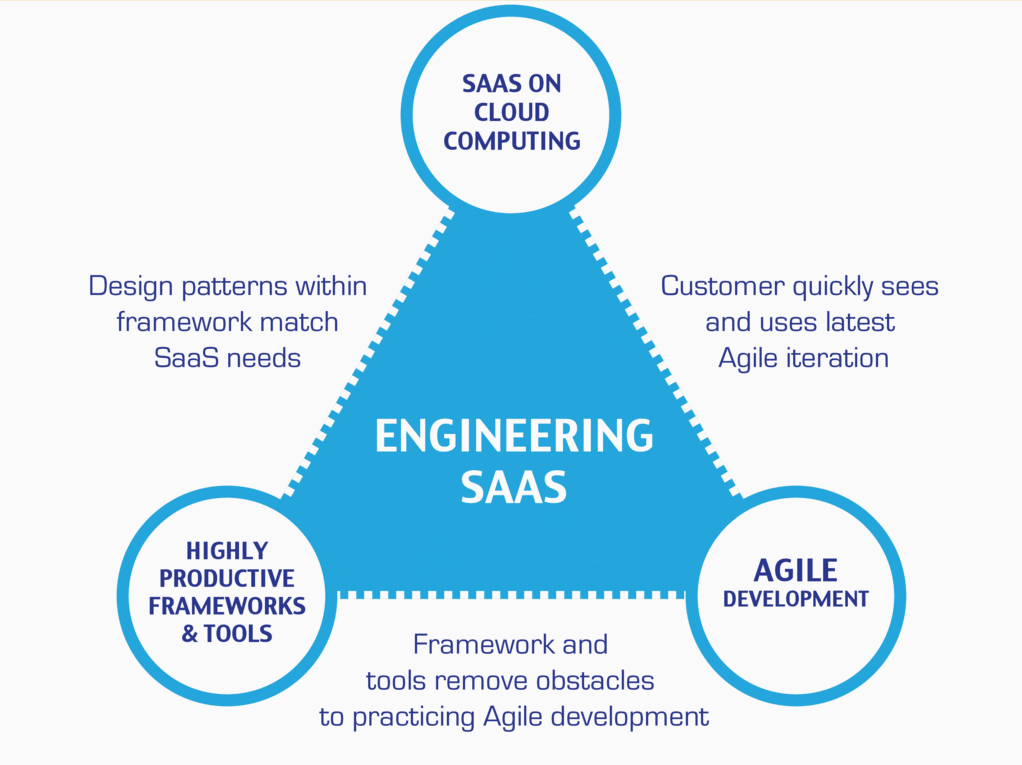 SAAS ON
CLOUD
COMPUTING
Design patterns within
framework match
SaaS needs
Customer quickly sees
and uses latest
Agile iteration
ENGINEERING
SAAS
HIGHLY
PRODUCTIVE
FRAMEWORKS
& TOOLS
AGILE
DEVELOPMENT
Framework and
tools remove obstacles
to practicing Agile development